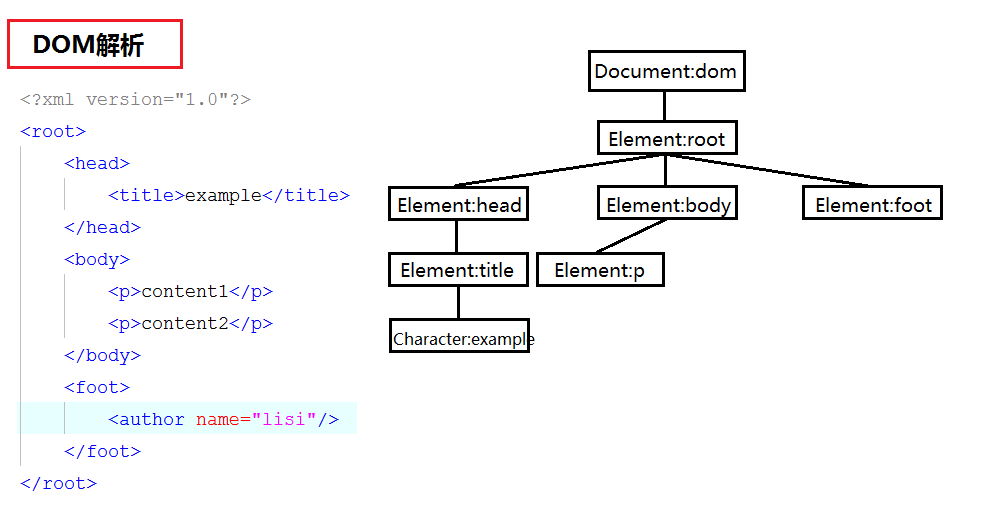 DOM解析
<?xml version="1.0"?>
<root>
<head>
<title>example</title>
</head>
<body>
<p>content1</p>
<p>content2</p>
</body>
<foot>
<author name="lisi"/>
</foot>
</root>
Document:dom
Element:root
Element:head
Element:body
Element:foot
Element:title
Element:p
Character:example